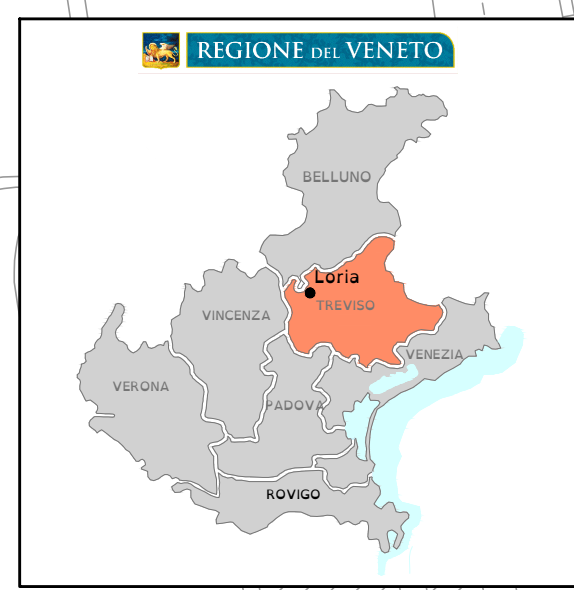 REGIONE DEL VENETO
BELLUNO
Loria
TREVISO
VINCENZA
VENEZIA
VERONA
PADOVA
ROVIGO